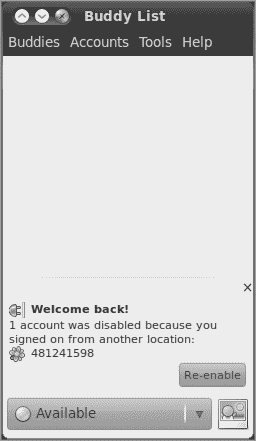 Buddy List
Buddies Accounts Tools Help
Welcome back!
1 account was disabled because you
signed on from another location:
481241598
Re-enable
Available